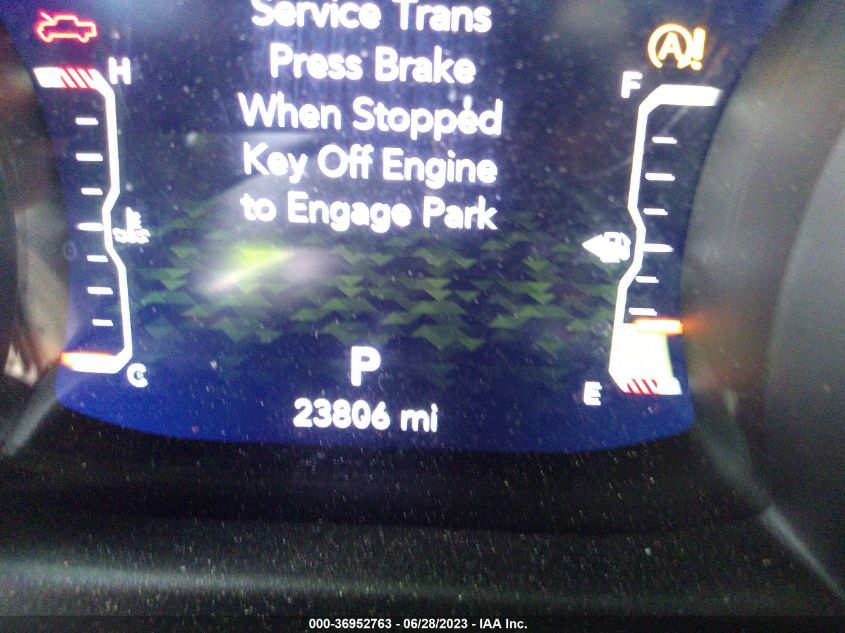 Service Trans
Press Brake
When Stopped
Key Off Engine
to Engage Park
A!
H
F
C
E
P
23806 mi
000-36952763 - 06/28/2023 - IAA Inc.